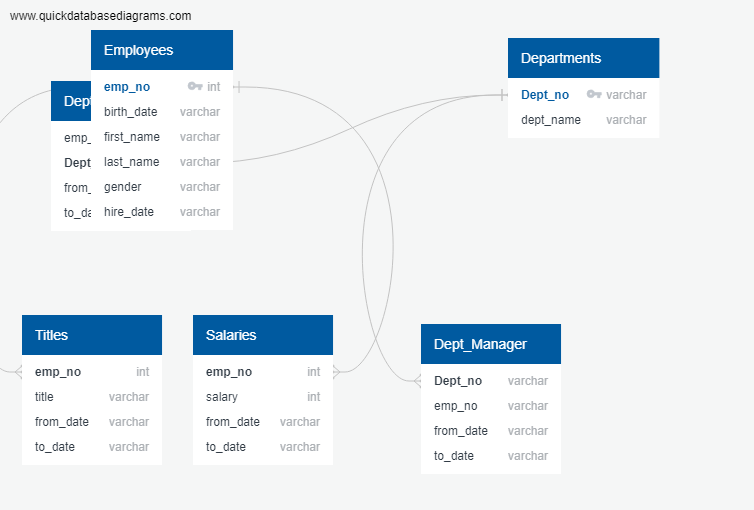 www.quickdatabasediagrams.com
Employees
emp_no int
birth_date varchar
first_name varchar
last_name varchar
gender varchar
hire_date varchar
Dept
emp_
Dept
from_
to_da
Departments
Dept_no varchar
dept_name varchar
Titles
emp_no int
title varchar
from_date varchar
to_date varchar
Salaries
emp_no int
salary int
from_date varchar
to_date varchar
Dept_Manager
Dept_no varchar
emp_no varchar
from_date varchar
to_date varchar